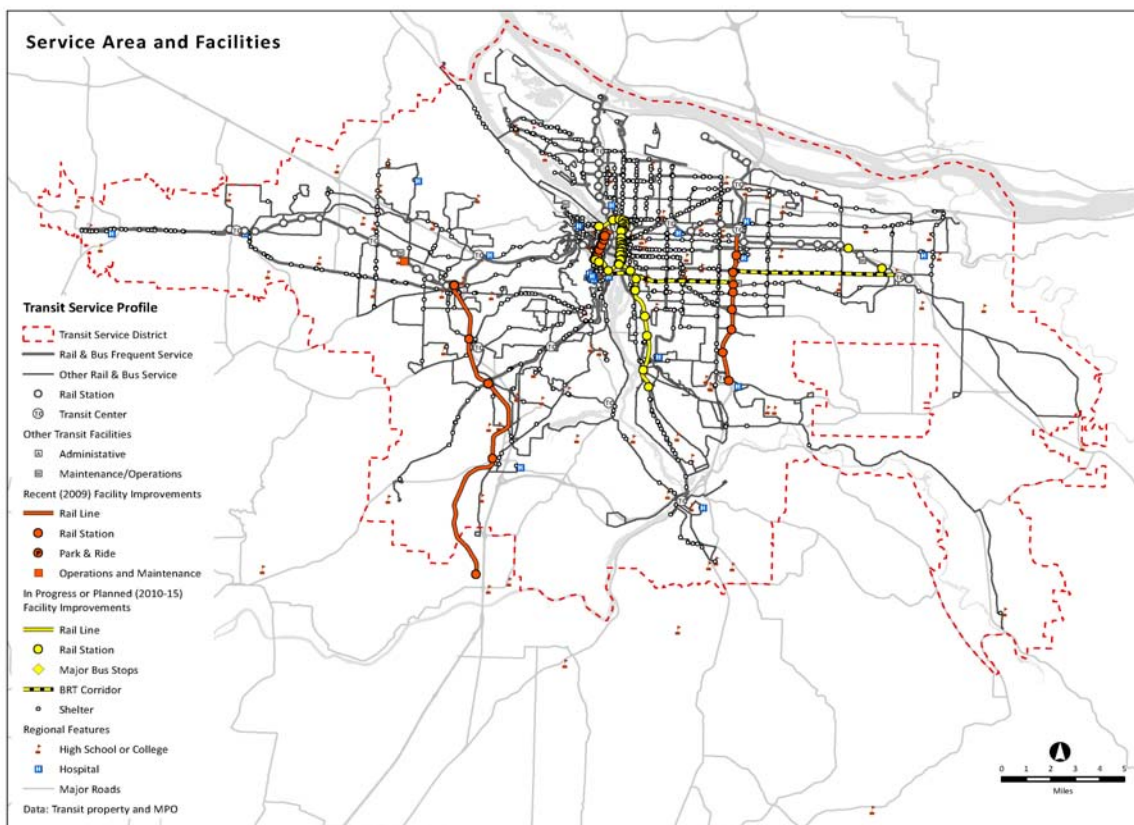 Service Area and Facilities
Transit Service Profile
Transit Service District
Rail & Bus Frequent Service
Other Rail & Bus Service
Rail Station
Transit Center
Other Transit Facilities
Administative
Maintenance/Operations
Recent (2009) Facility Improvements
Rail Line
Rail Station
Park & Ride
Operations and Maintenance
In Progress or Planned (2010-15)
Facility Improvements
Rail Line
Rail Station
Major Bus Stops
BRT Corridor
Shelter
Regional Features
High School or College
Hospital
Major Roads
Data: Transit property and MPO
0 1 2 3 4 5
Miles